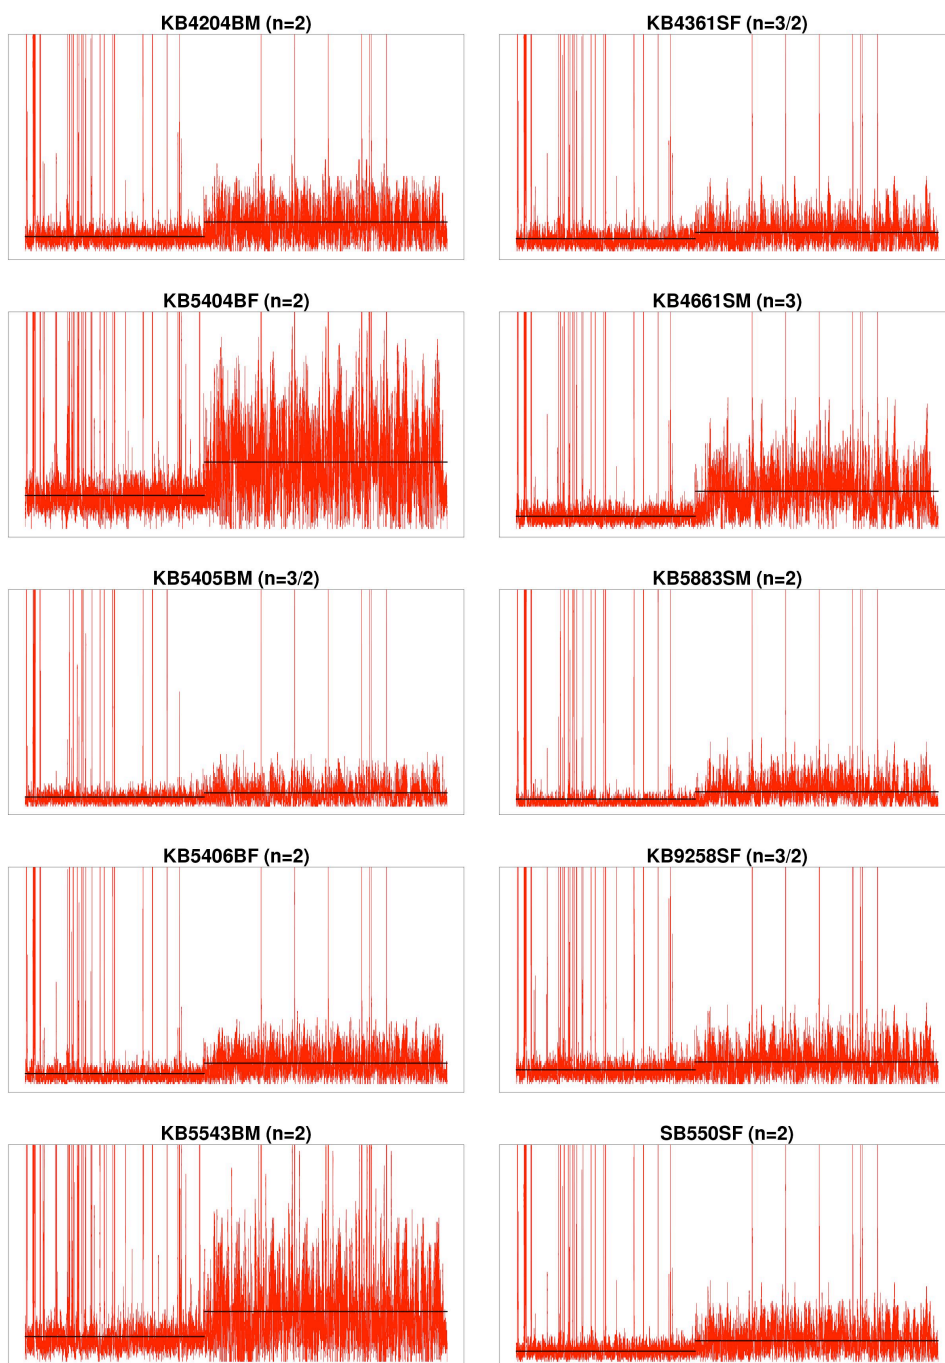 KB4204BM (n=2)
KB4361SF (n=3/2)
KB5404BF (n=2)
KB4661SM (n=3)
KB5405BM (n=3/2)
KB5883SM (n=2)
KB5406BF (n=2)
KB9258SF (n=3/2)
KB5543BM (n=2)
SB550SF (n=2)